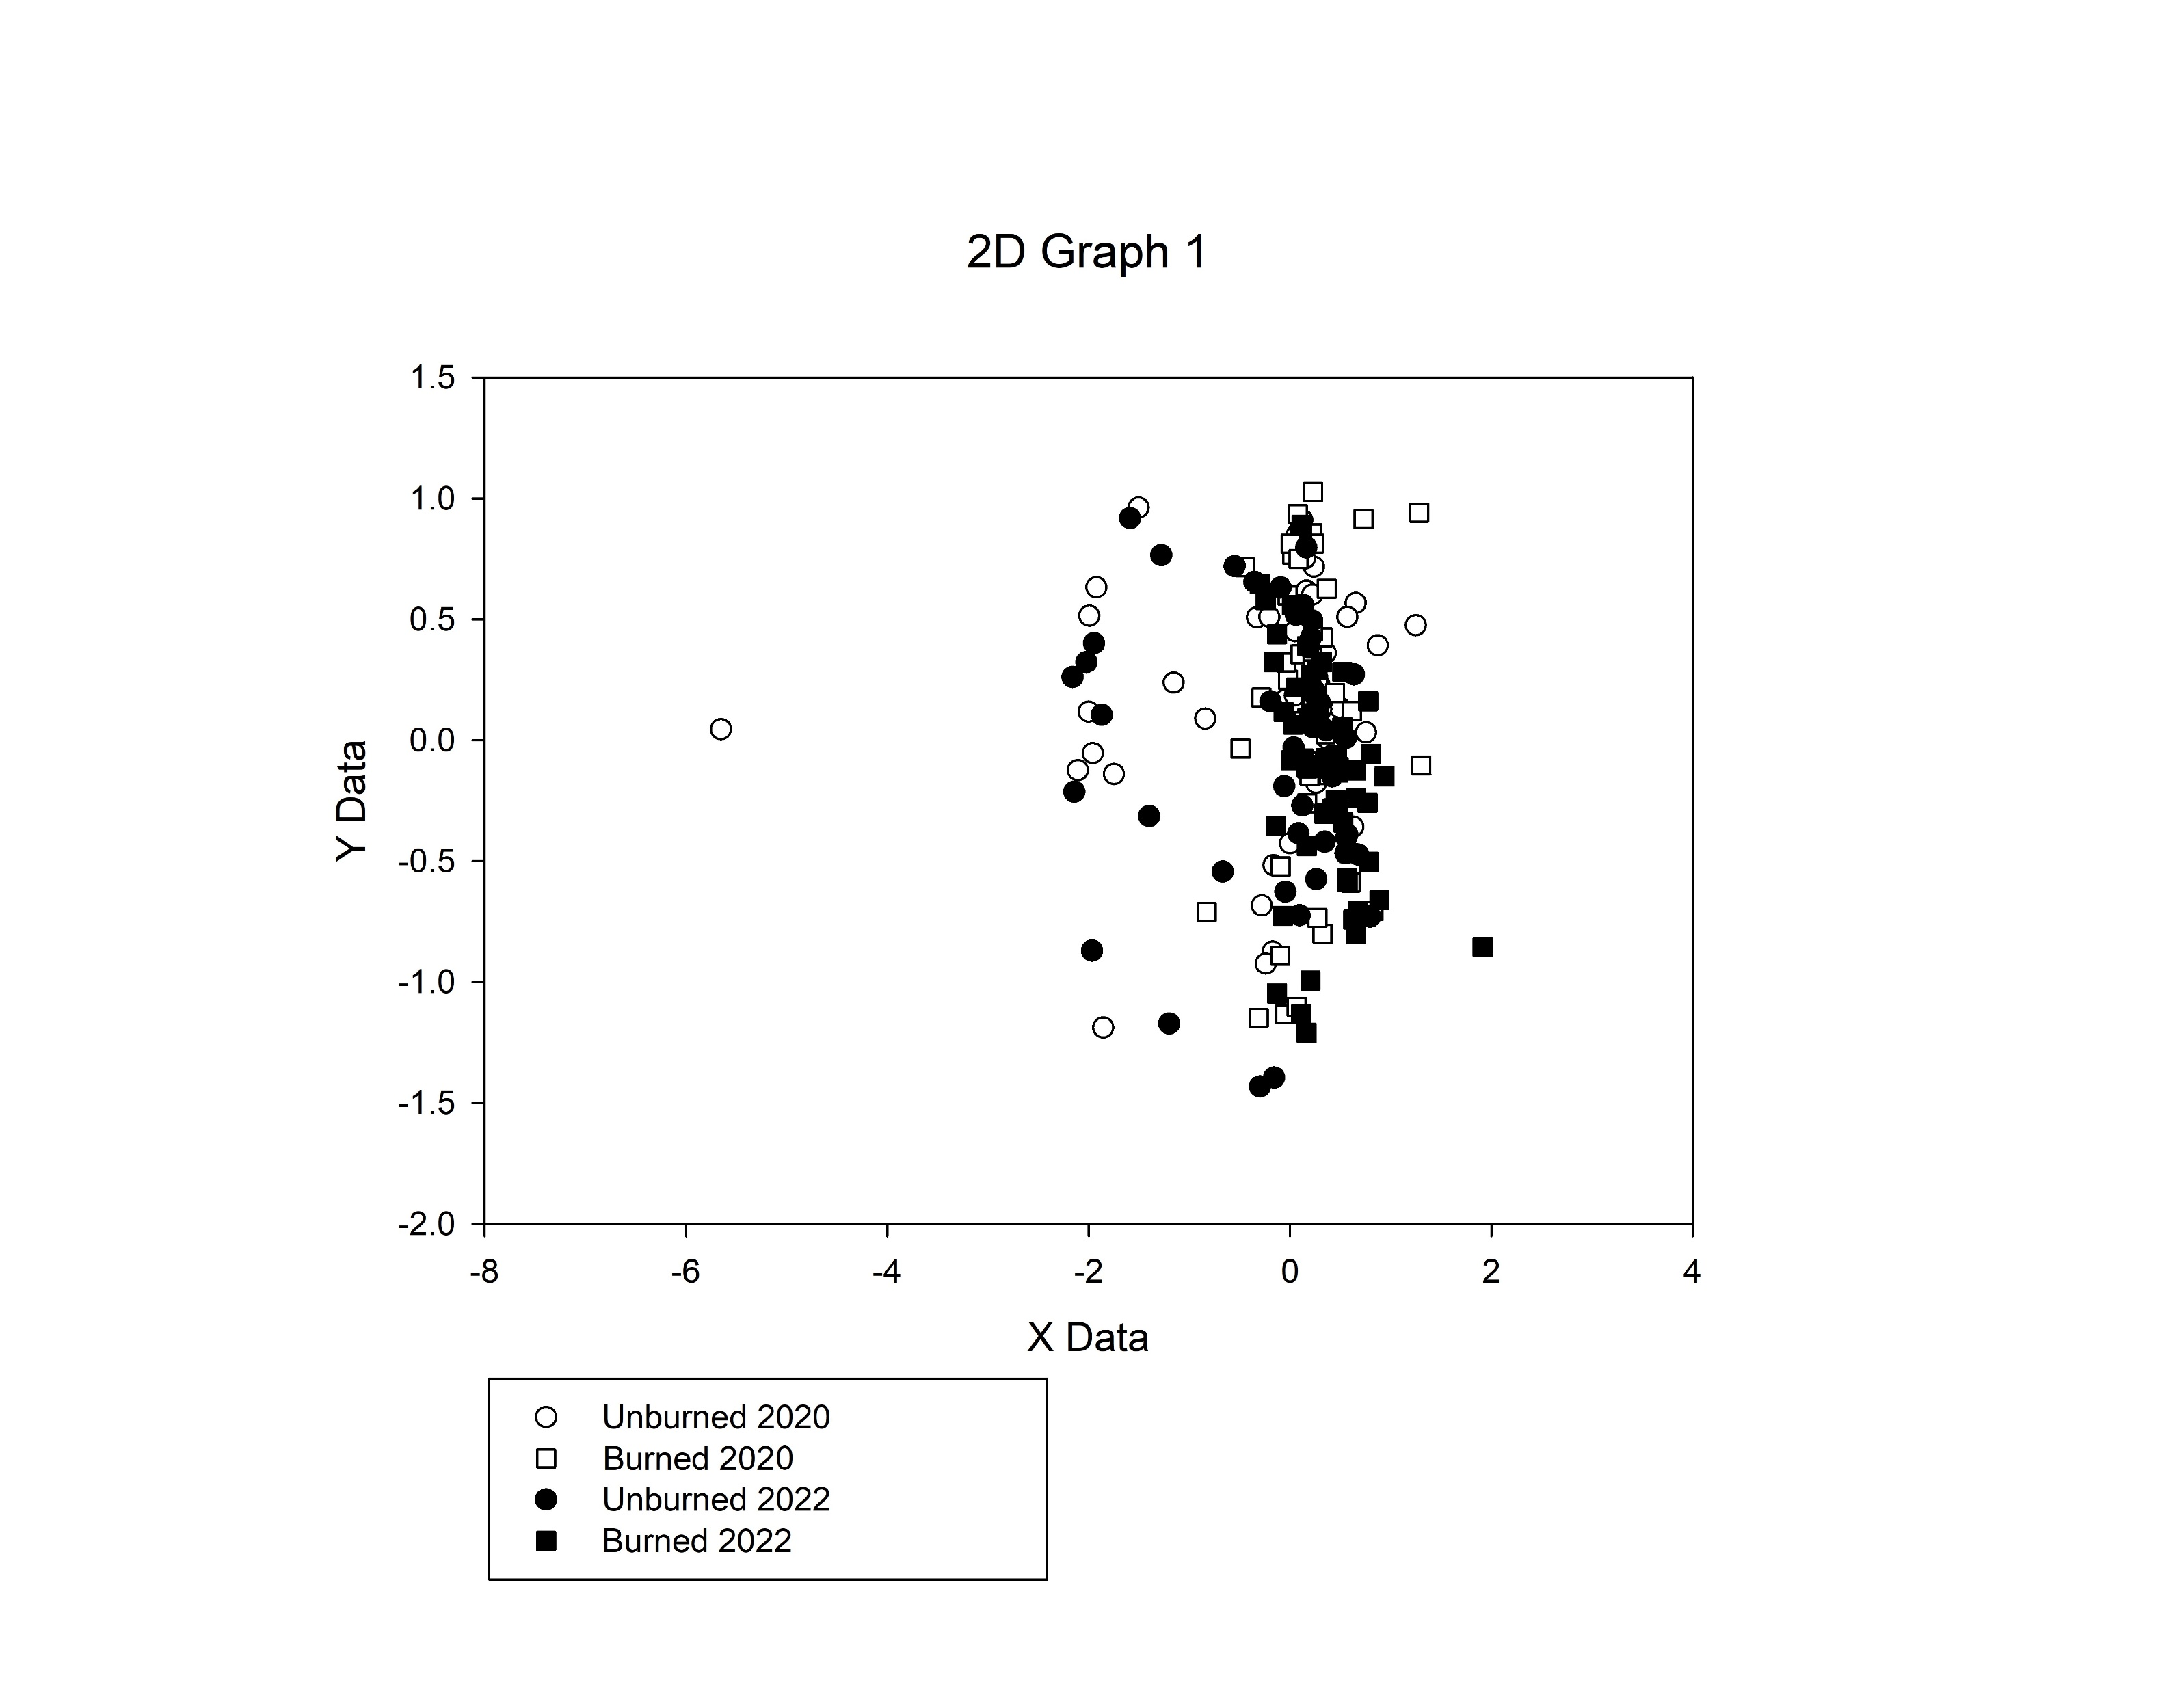 2D Graph 1
1.5
1.0
0.5
0.0
-0.5
-1.0
-1.5
-2.0
Y Data
-8 -6 -4 -2 0 2 4
X Data
Unburned 2020
Burned 2020
Unburned 2022
Burned 2022